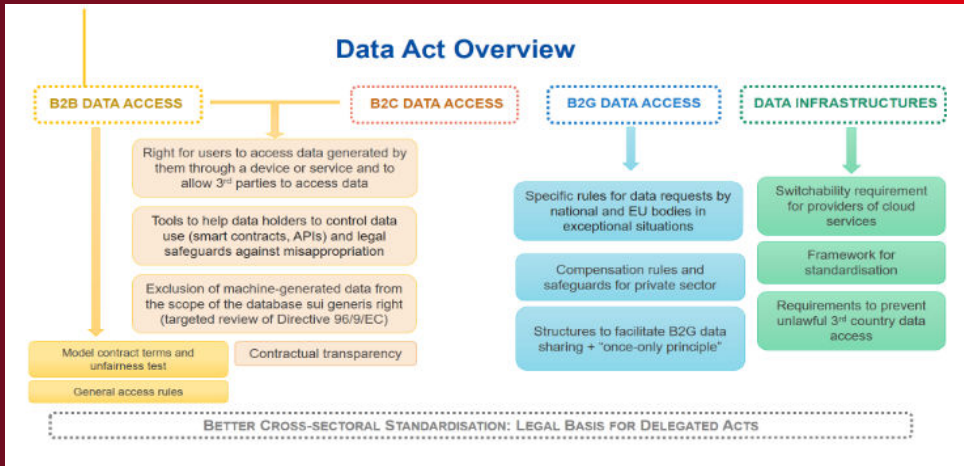 Data Act Overview
B2B DATA ACCESS
B2C DATA ACCESS
Right for users to access data generated by
them through a device or service and to
allow 3rd parties to access data
Tools to help data holders to control data
use (smart contracts, APIs) and legal
safeguards against misappropriation
Exclusion of machine-generated data from
the scope of the database sui generis right
(targeted review of Directive 96/9/EC)
Model contract terms and
unfairness test
General access rules
Contractual transparency
B2G DATA ACCESS
Specific rules for data requests by
national and EU bodies in
exceptional situations
Compensation rules and
safeguards for private sector
Structures to facilitate B2G data
sharing + “once-only principle”
DATA INFRASTRUCTURES
Switchability requirement
for providers of cloud
services
Framework for
standardisation
Requirements to prevent
unlawful 3rd country data
access
BETTER CROSS-SECTORAL STANDARDISATION: LEGAL BASIS FOR DELEGATED ACTS